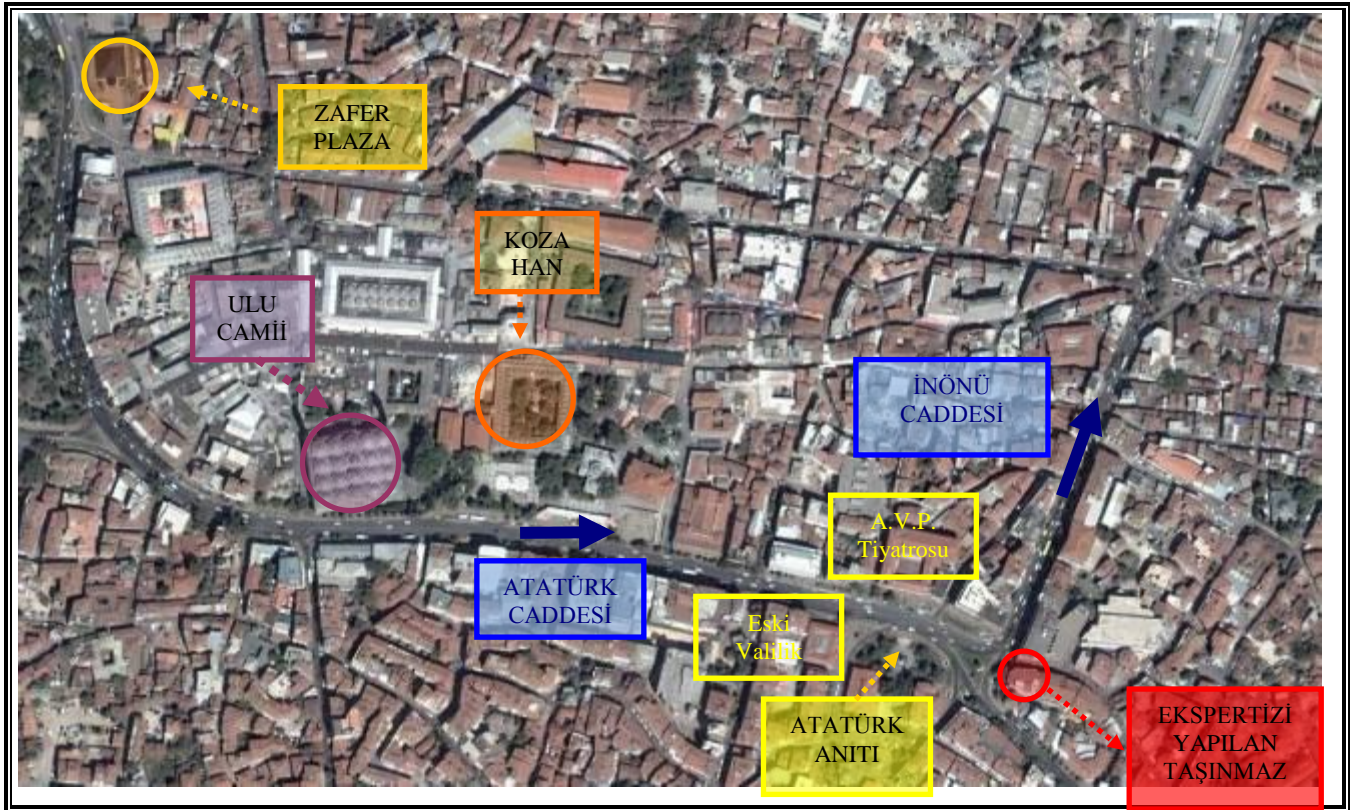 ZAFER
PLAZA
KOZA
HAN
ULU
CAMİİ
İNÖNÜ
CADDESİ
A.V.P.
Tiyatrosu
ATATÜRK
CADDESİ
Eski
Valilik
ATATÜRK
ANITI
EKSPERTİZİ
YAPILAN
TAŞINMAZ